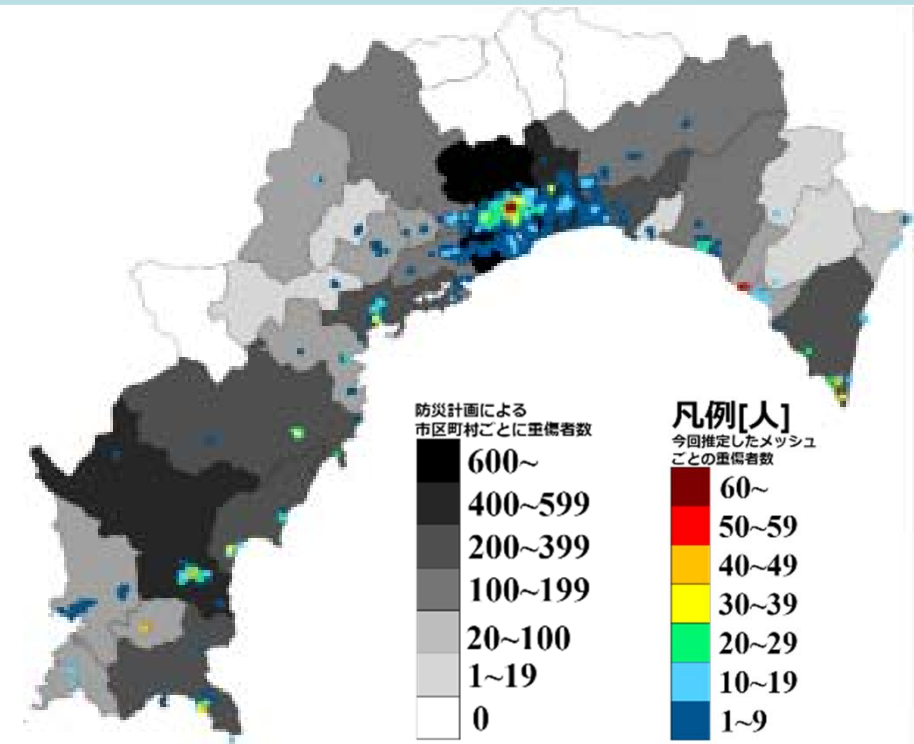 防災計画による
市区町村ごとに重傷者数
600~
400~599
200~399
100~199
20~100
1~19
0
凡例[人]
今回推定したメッシュ
ごとの重傷者数
60~
50~59
40~49
30~39
20~29
10~19
1~9